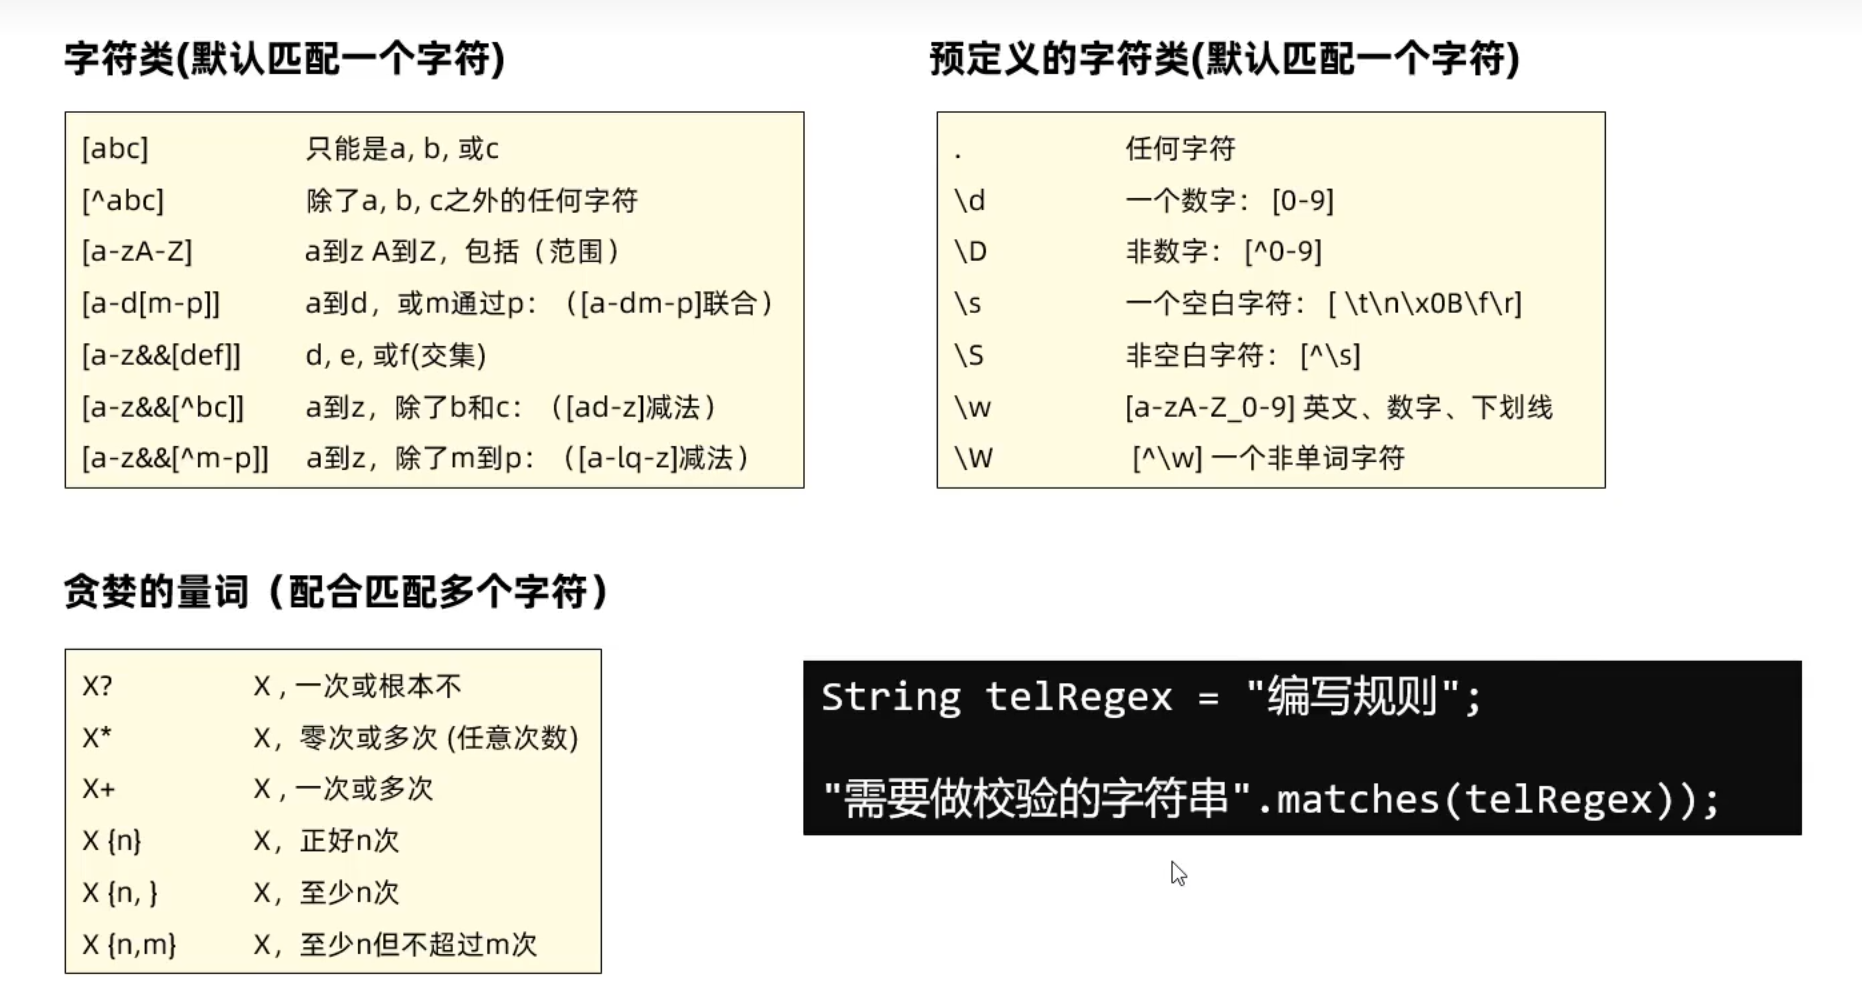 字符类(默认匹配一个字符)
[abc] 只能是a, b, 或c
[^abc] 除了a, b, c之外的任何字符
[a-zA-Z] a到z A到Z，包括（范围）
[a-d[m-p]] a到d，或m通过p：（[a-dm-p]联合）
[a-z&&[def]] d, e, 或f(交集)
[a-z&&[^bc]] a到z，除了b和c：（[ad-z]减法）
[a-z&&[^m-p]] a到z，除了m到p：（[a-lq-z]减法）
预定义的字符类(默认匹配一个字符)
. 任何字符
\d 一个数字： [0-9]
\D 非数字： [^0-9]
\s 一个空白字符： [ \t\n\x0B\f\r]
\S 非空白字符： [^\s]
\w [a-zA-Z_0-9] 英文、数字、下划线
\W [^\w] 一个非单词字符
贪婪的量词（配合匹配多个字符）
X? X , 一次或根本不
X* X，零次或多次 (任意次数)
X+ X , 一次或多次
X {n} X，正好n次
X {n, } X，至少n次
X {n,m} X，至少n但不超过m次
String telRegex = "编写规则";
"需要做校验的字符串".matches(telRegex));